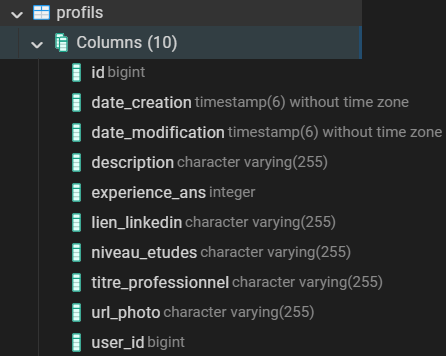 profils
Columns (10)
id bigint
date_creation timestamp(6) without time zone
date_modification timestamp(6) without time zone
description character varying(255)
experience_ans integer
lien_linkedin character varying(255)
niveau_etudes character varying(255)
titre_professionnel character varying(255)
url_photo character varying(255)
user_id bigint